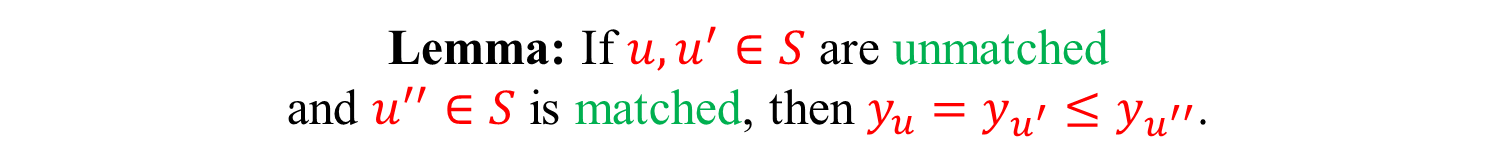 Lemma: If u, u′ ∈ S are unmatched
and u′′ ∈ S is matched, then y_u = y_{u′} ≤ y_{u′′}.